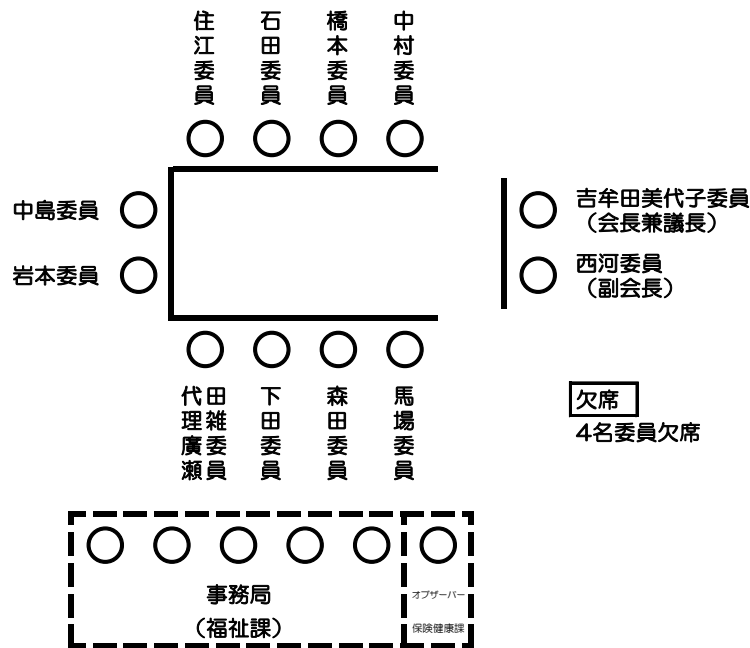 住江委員
石田委員
橋本委員
中村委員
中島委員
岩本委員
吉牟田美代子委員
（会長兼議長）
西河委員
（副会長）
田雑委員
代理廣瀬
下田委員
森田委員
馬場委員
欠席
4名委員欠席
事務局
（福祉課）
オブザーバー
保険健康課